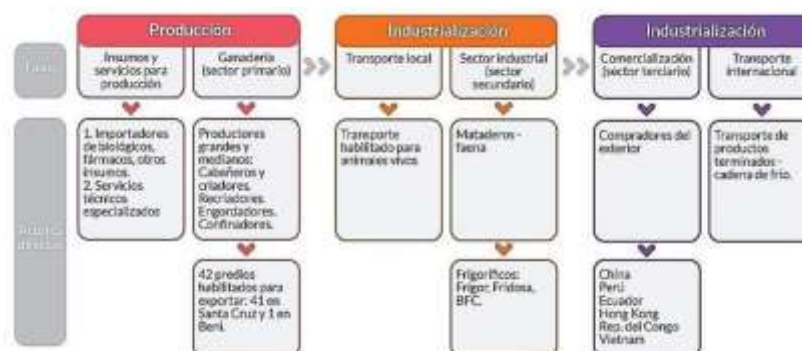 Producción
Industrialización
Industrialización
Insumos y
servicios para
producción
Ganadería
(sector primario)
Transporte local
Sector industrial
(sector
secundario)
Comercialización
(sector terciario)
Transporte
internacional
1. Importadores
de biológicos,
fármacos, otros
insumos.
2. Servicios
técnicos
especializados
Productores
grandes y
medianos:
Cabañeros y
criadores.
Recriadores.
Engordadores.
Confinadores.
Transporte
habilitado para
animales vivos.
Mataderos -
faena
Compradores del
exterior
Transporte de
productos
terminados -
cadena de frío.
directos
42 predios
habilitados para
exportar: 41 en
Santa Cruz y 1 en
Beni.
Frigoríficos:
Frigor, Fridosa,
BFC.
China
Perú
Ecuador
Hong Kong
Rep. del Congo
Vietnam